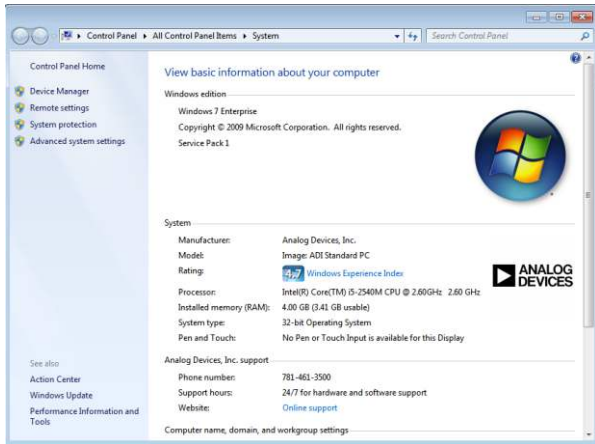 Control Panel ▸ All Control Panel Items ▸ System
Search Control Panel
Control Panel Home
Device Manager
Remote settings
System protection
Advanced system settings
View basic information about your computer
Windows edition
Windows 7 Enterprise
Copyright © 2009 Microsoft Corporation. All rights reserved.
Service Pack 1
System
Manufacturer: Analog Devices, Inc.
Model: Image: ADI Standard PC
Rating: 4.7 Windows Experience Index
Processor: Intel(R) Core(TM) i5-2540M CPU @ 2.60GHz 2.60 GHz
Installed memory (RAM): 4.00 GB (3.41 GB usable)
System type: 32-bit Operating System
Pen and Touch: No Pen or Touch Input is available for this Display
ANALOG
DEVICES
Analog Devices, Inc. support
Phone number: 781-461-3500
Support hours: 24/7 for hardware and software support
Website: Online support
Computer name, domain, and workgroup settings
See also
Action Center
Windows Update
Performance Information and
Tools